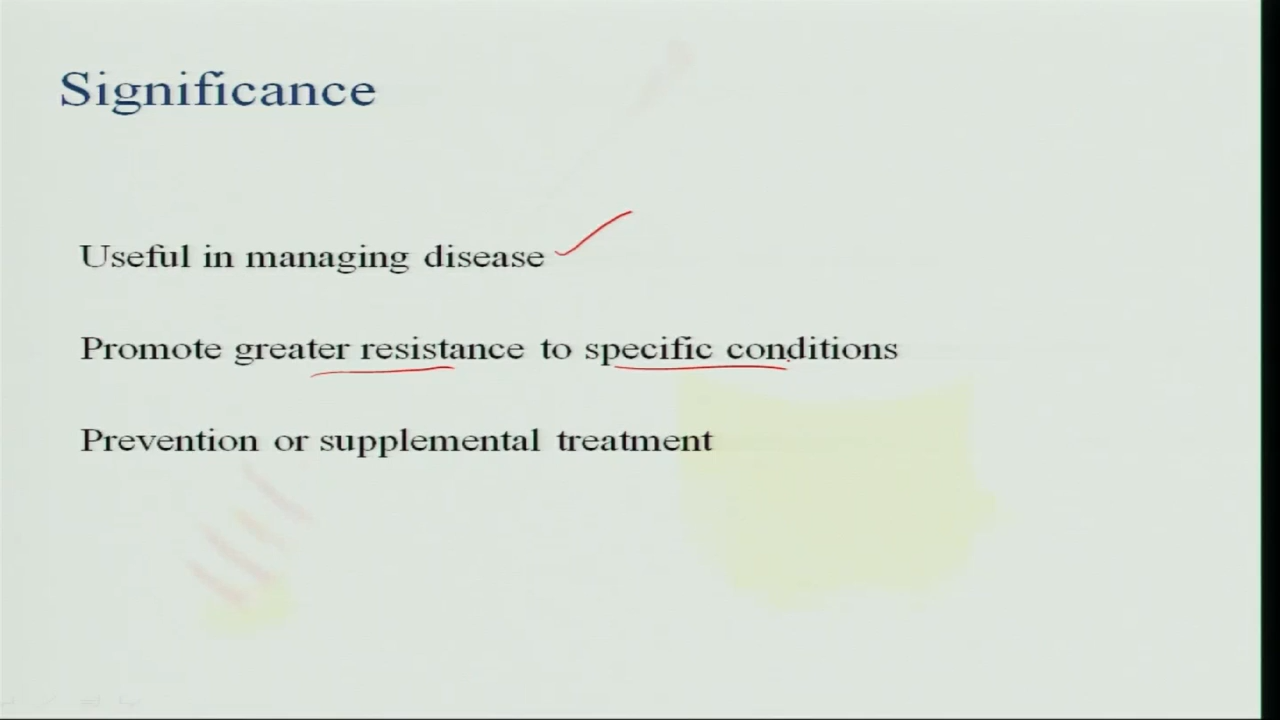 Significance
Useful in managing disease
Promote greater resistance to specific conditions
Prevention or supplemental treatment